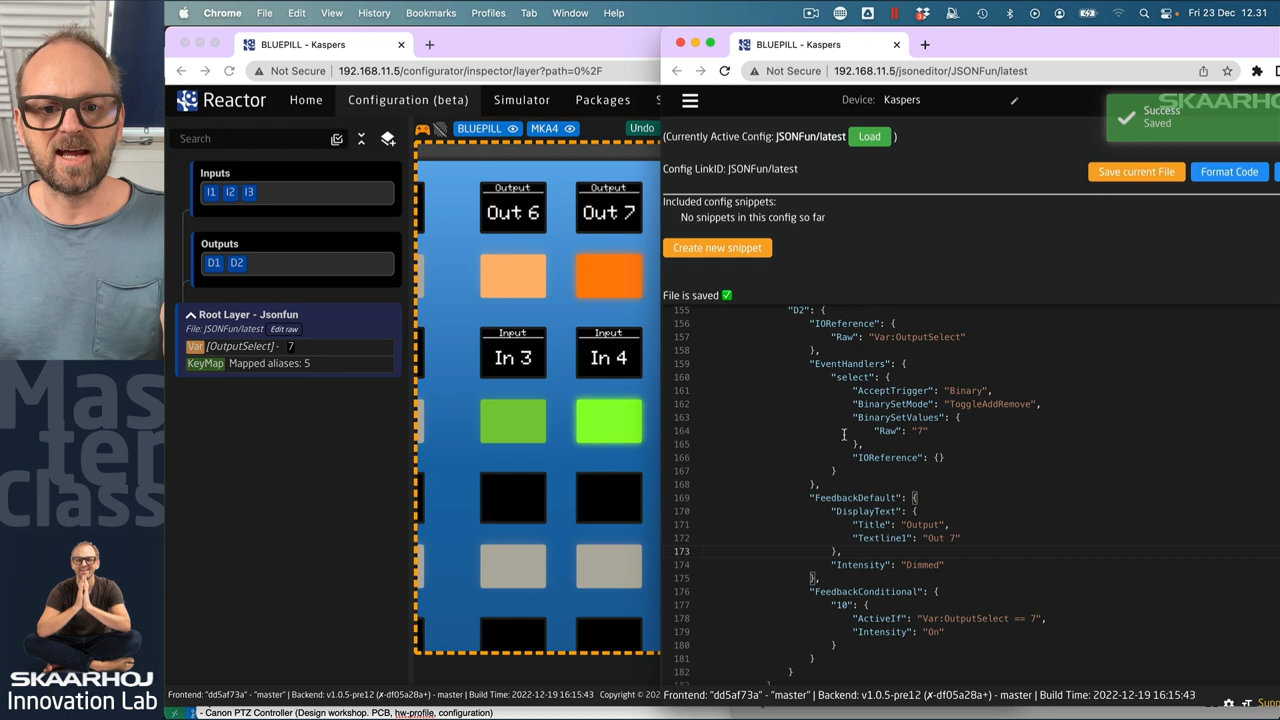 Chrome File Edit View History Bookmarks Profiles Tab Window Help
Fri 23 Dec 12.31
BLUEPILL - Kaspers
Not Secure 192.168.11.5/configurator/inspector/layer?path=0%2F
Reactor Home Configuration (beta) Simulator Packages S
Search
BLUEPILL MKA4 Undo
Inputs
I1 I2 I3
Outputs
D1 D2
Root Layer - Jsonfun
File: JSONFun/latest Edit raw
Var [OutputSelect] - 7
KeyMap Mapped aliases: 5
Output Output
Out 6 Out 7
Input Input
In 3 In 4
Frontend: "dd5af73a" - "master" | Backend: v1.0.5-pre12 (✗-df05a28a+) - master | Build Time: 2022-12-19 16:15:43 Copyright © 202
- Canon PTZ Controller (Design workshop. PCB, hw-profile, configuration)
BLUEPILL - Kaspers
Not Secure 192.168.11.5/jsoneditor/JSONFun/latest
Device: Kaspers
SKAARHOJ
Success
Saved
(Currently Active Config: JSONFun/latest Load )
Config LinkID: JSONFun/latest
Save current File Format Code
Included config snippets:
No snippets in this config so far
Create new snippet
File is saved ✅
155 "D2": {
156 "IOReference": {
157 "Raw": "Var:OutputSelect"
158 },
159 "EventHandlers": {
160 "select": {
161 "AcceptTrigger": "Binary",
162 "BinarySetMode": "ToggleAddRemove",
163 "BinarySetValues": {
164 "Raw": "7"
165 },
166 "IOReference": {}
167 }
168 },
169 "FeedbackDefault": {
170 "DisplayText": {
171 "Title": "Output",
172 "Textline1": "Out 7"
173 },
174 "Intensity": "Dimmed"
175 },
176 "FeedbackConditional": {
177 "10": {
178 "ActiveIf": "Var:OutputSelect == 7",
179 "Intensity": "On"
180 }
181 }
182 }
Frontend: "dd5af73a" - "master" | Backend: v1.0.5-pre12 (✗-df05a28a+) - master | Build Time: 2022-12-19 16:15:43
Supp
Mas
ter
Class
SKAARHOJ
Innovation Lab